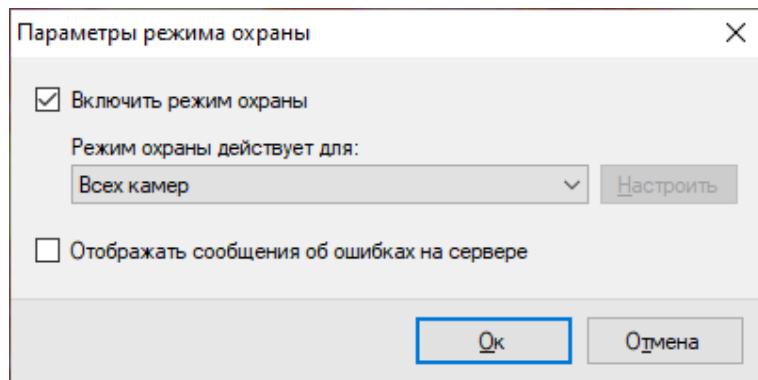 Параметры режима охраны
Включить режим охраны
Режим охраны действует для:
Всех камер
Настроить
Отображать сообщения об ошибках на сервере
Ок
Отмена